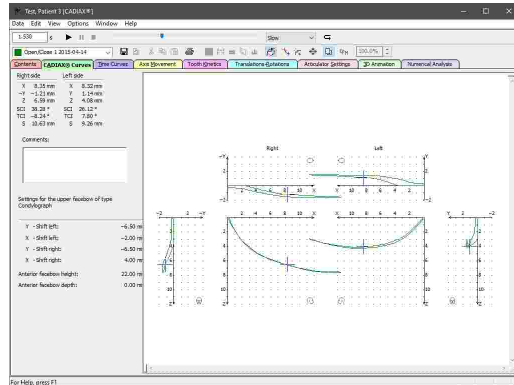 Test, Patient 3 [CADIAX®]
Data Edit View Options Window Help
1.530 s Slow
Open/Close 1 2015-04-14 100.0%
Contents CADIAX® Curves Time Curves Axis Movement Tooth Kinetics Translations-Rotations Articulator Settings 3D Animation Numerical Analysis
Right side Left side
X 8.35 mm X 8.32 mm
-Y -1.23 mm Y 1.14 mm
Z 6.59 mm Z 4.08 mm
SCI 38.28 ° SCI 26.12 °
TCI -8.24 ° TCI 7.80 °
S 10.63 mm S 9.26 mm
Comments:
Settings for the upper facebow of type
Condylograph
Y - Shift left: -6.50 m
X - Shift left: -2.00 m
Y - Shift right: -6.50 m
X - Shift right: 4.00 m
Anterior facebow height: 22.00 m
Anterior facebow depth: 0.00 m
Right Left
For Help, press F1